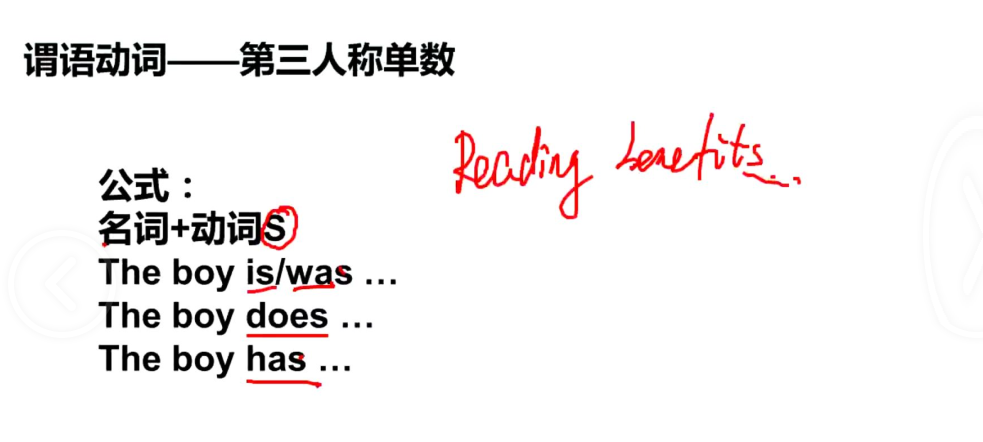 谓语动词——第三人称单数
Reading benefits...
公式：
名词+动词S
The boy is/was …
The boy does …
The boy has …